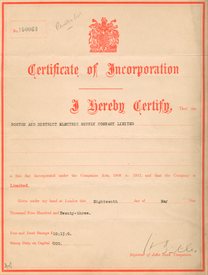 Certificate of Incorporation
I Hereby Certify, That the
BOSTON AND DISTRICT ELECTRIC SUPPLY COMPANY LIMITED
is this day Incorporated under the Companies Acts, 1908 to 1917, and that the Company is
Limited.
Given under my hand at London this Eighteenth day of May One
Thousand Nine Hundred and Twenty-three.
Fees and Deed Stamps
Stamp Duty on Capital
Registrar of Joint Stock Companies.